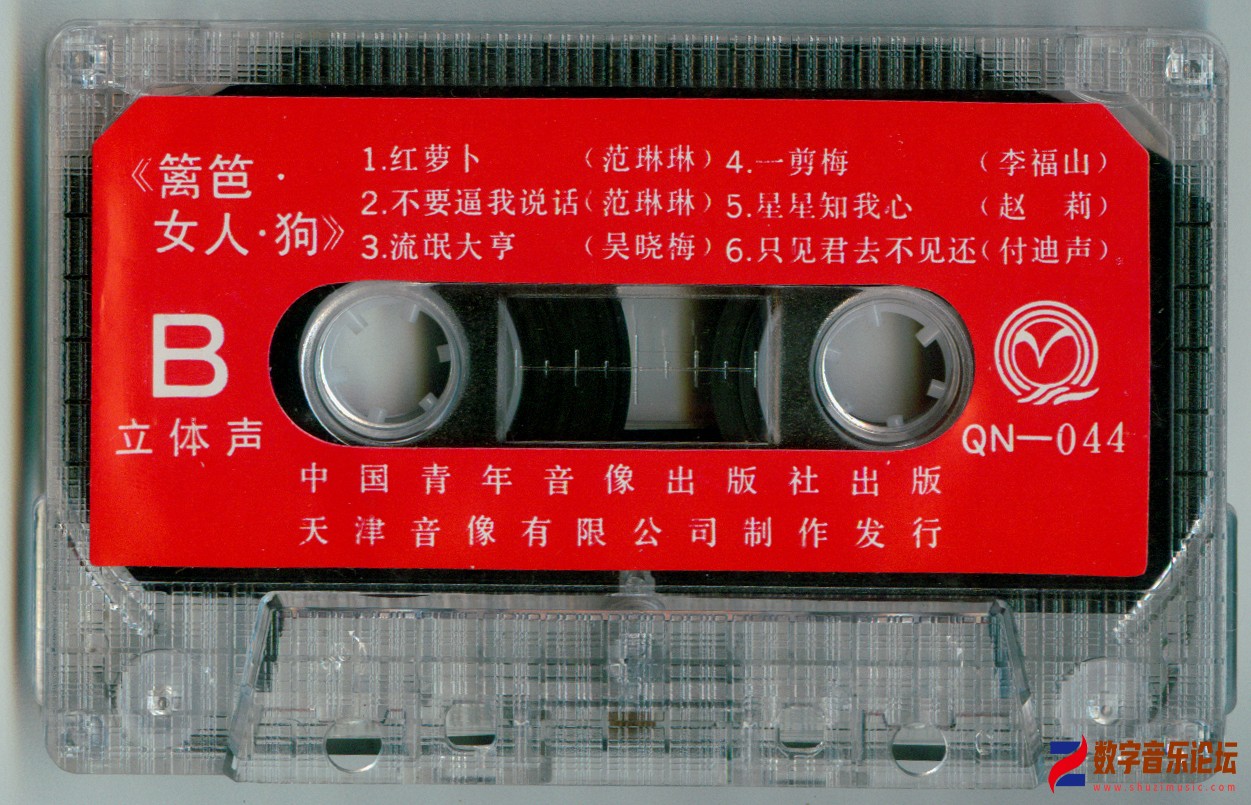 《篱笆·
女人·狗》
1.红萝卜 （范琳琳）
2.不要逼我说话（范琳琳）
3.流氓大亨 （吴晓梅）
4.一剪梅 （李福山）
5.星星知我心 （赵 莉）
6.只见君去不见还（付迪声）
B
立体声
QN—044
中国青年音像出版社出版
天津音像有限公司制作发行
数字音乐论坛
www.shuzimusic.com